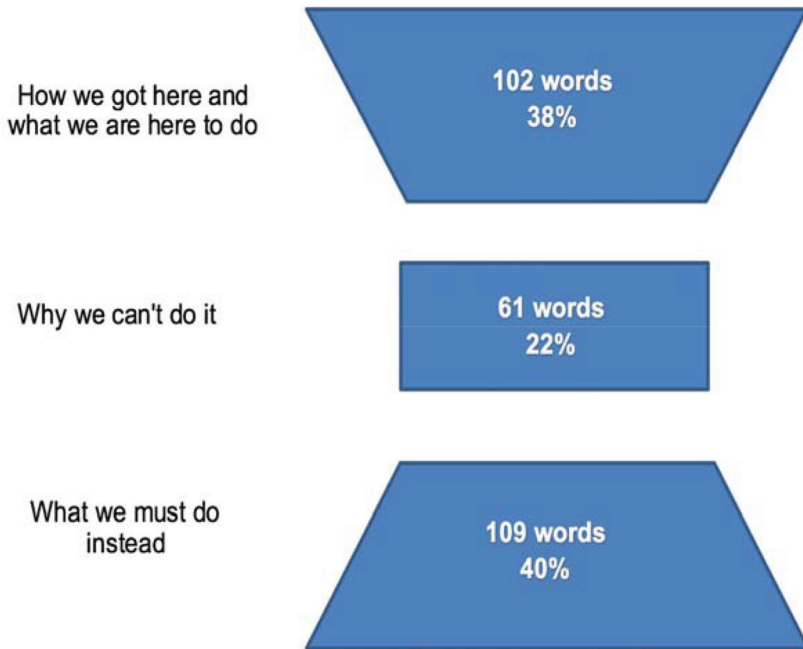 How we got here and
what we are here to do
102 words
38%
Why we can't do it
61 words
22%
What we must do
instead
109 words
40%